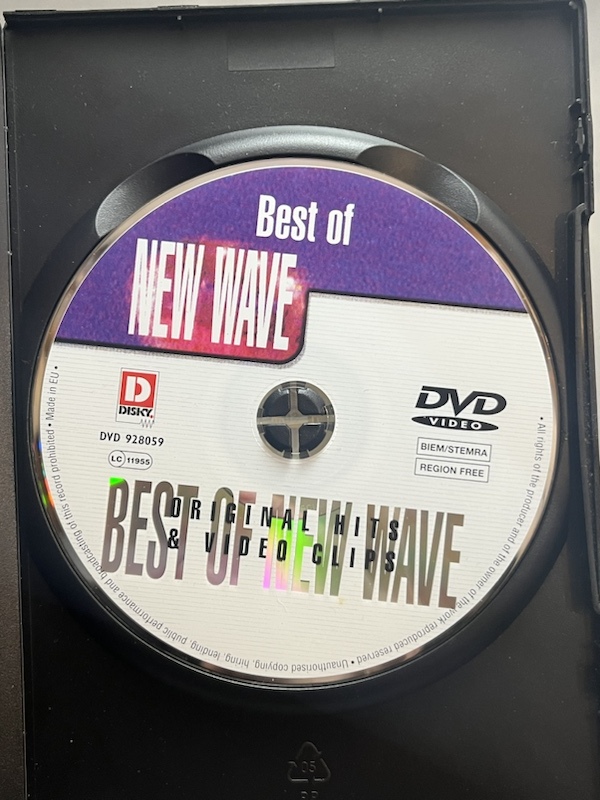 Best of
NEW WAVE
D
DISKY
DVD 928059
LC 11955
DVD
VIDEO
BIEM/STEMRA
REGION FREE
BEST OF NEW WAVE
ORIGINAL HITS
& VIDEO CLIPS
• All rights of the producer and of the owner of the work reproduced reserved • Unauthorised copying, hiring, lending, public performance and broadcasting of this record prohibited • Made in EU •
05
PP